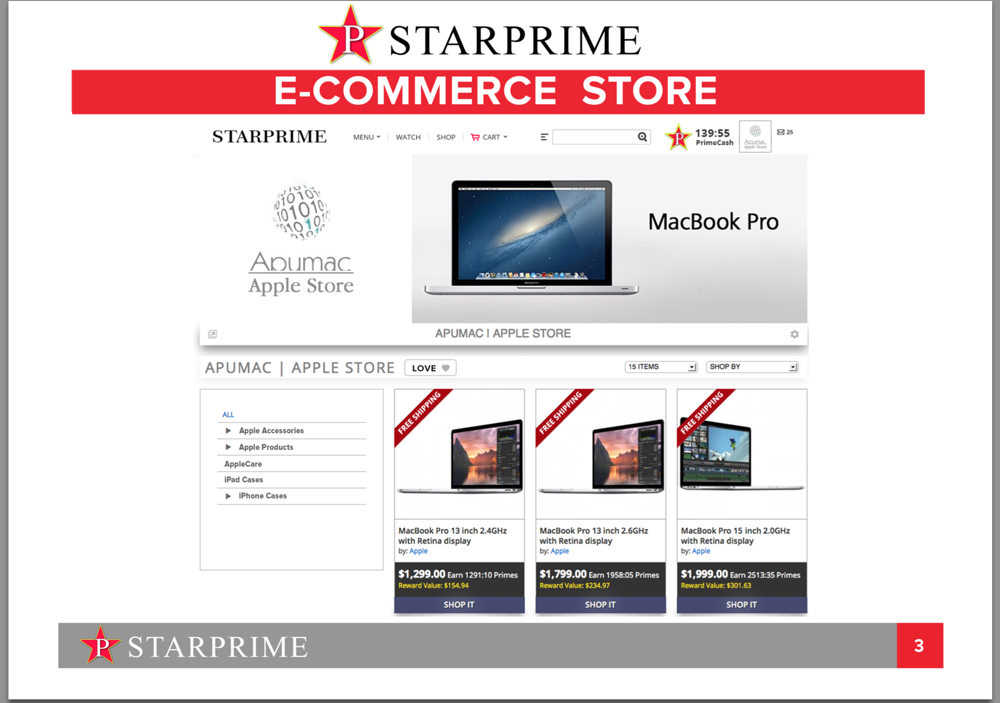 P STARPRIME
E-COMMERCE STORE
STARPRIME MENU WATCH SHOP CART P 139:55 PrimeCash Apumac Apple Store 25
Apumac
Apple Store
MacBook Pro
APUMAC | APPLE STORE
APUMAC | APPLE STORE LOVE 15 ITEMS SHOP BY
ALL
Apple Accessories
Apple Products
AppleCare
iPad Cases
iPhone Cases
FREE SHIPPING
MacBook Pro 13 inch 2.4GHz
with Retina display
by: Apple
$1,299.00 Earn 1291:10 Primes
Reward Value: $154.94
SHOP IT
FREE SHIPPING
MacBook Pro 13 inch 2.6GHz
with Retina display
by: Apple
$1,799.00 Earn 1958:05 Primes
Reward Value: $234.97
SHOP IT
FREE SHIPPING
MacBook Pro 15 inch 2.0GHz
with Retina display
by: Apple
$1,999.00 Earn 2513:35 Primes
Reward Value: $301.63
SHOP IT
P STARPRIME 3